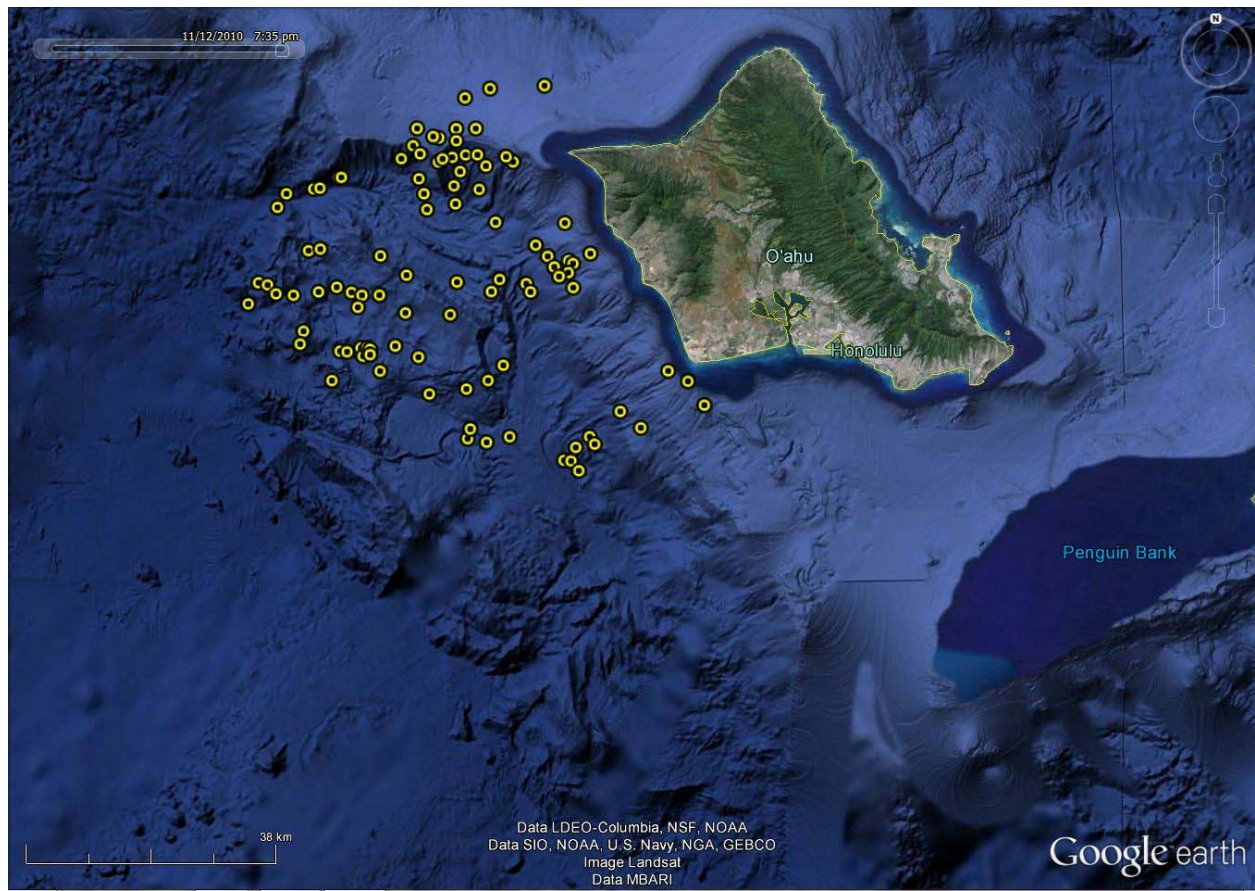 11/12/2010 7:35 pm
N
O'ahu
Honolulu
Penguin Bank
38 km
Data LDEO-Columbia, NSF, NOAA
Data SIO, NOAA, U.S. Navy, NGA, GEBCO
Image Landsat
Data MBARI
Google earth